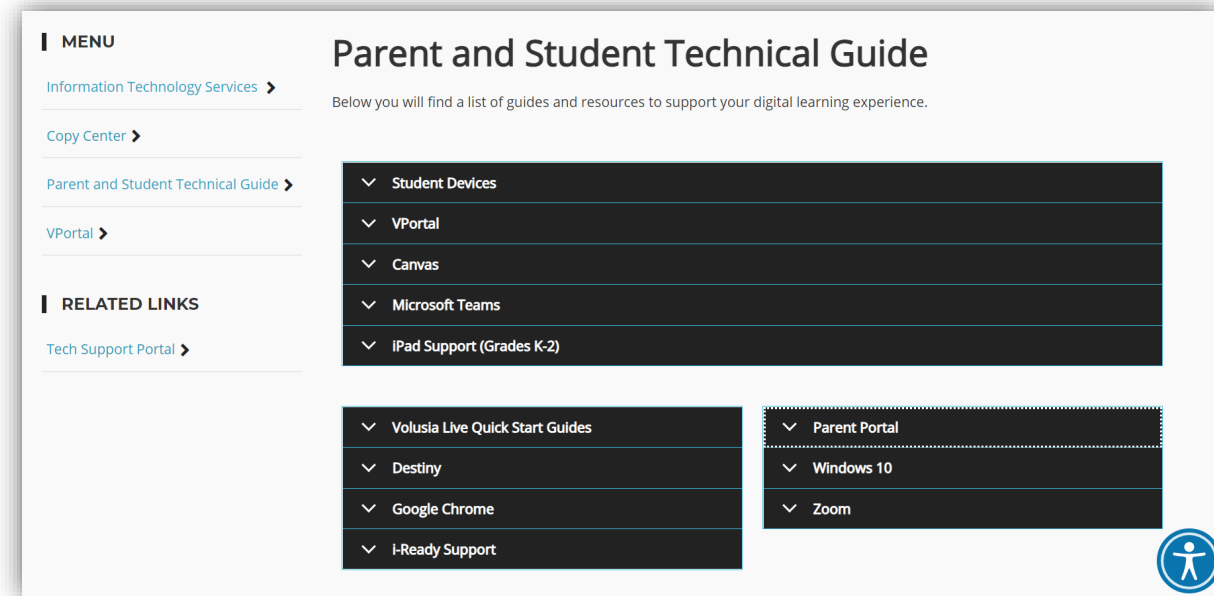 MENU
Information Technology Services
Copy Center
Parent and Student Technical Guide
VPortal
RELATED LINKS
Tech Support Portal
Parent and Student Technical Guide
Below you will find a list of guides and resources to support your digital learning experience.
Student Devices
VPortal
Canvas
Microsoft Teams
iPad Support (Grades K-2)
Volusia Live Quick Start Guides
Destiny
Google Chrome
i-Ready Support
Parent Portal
Windows 10
Zoom